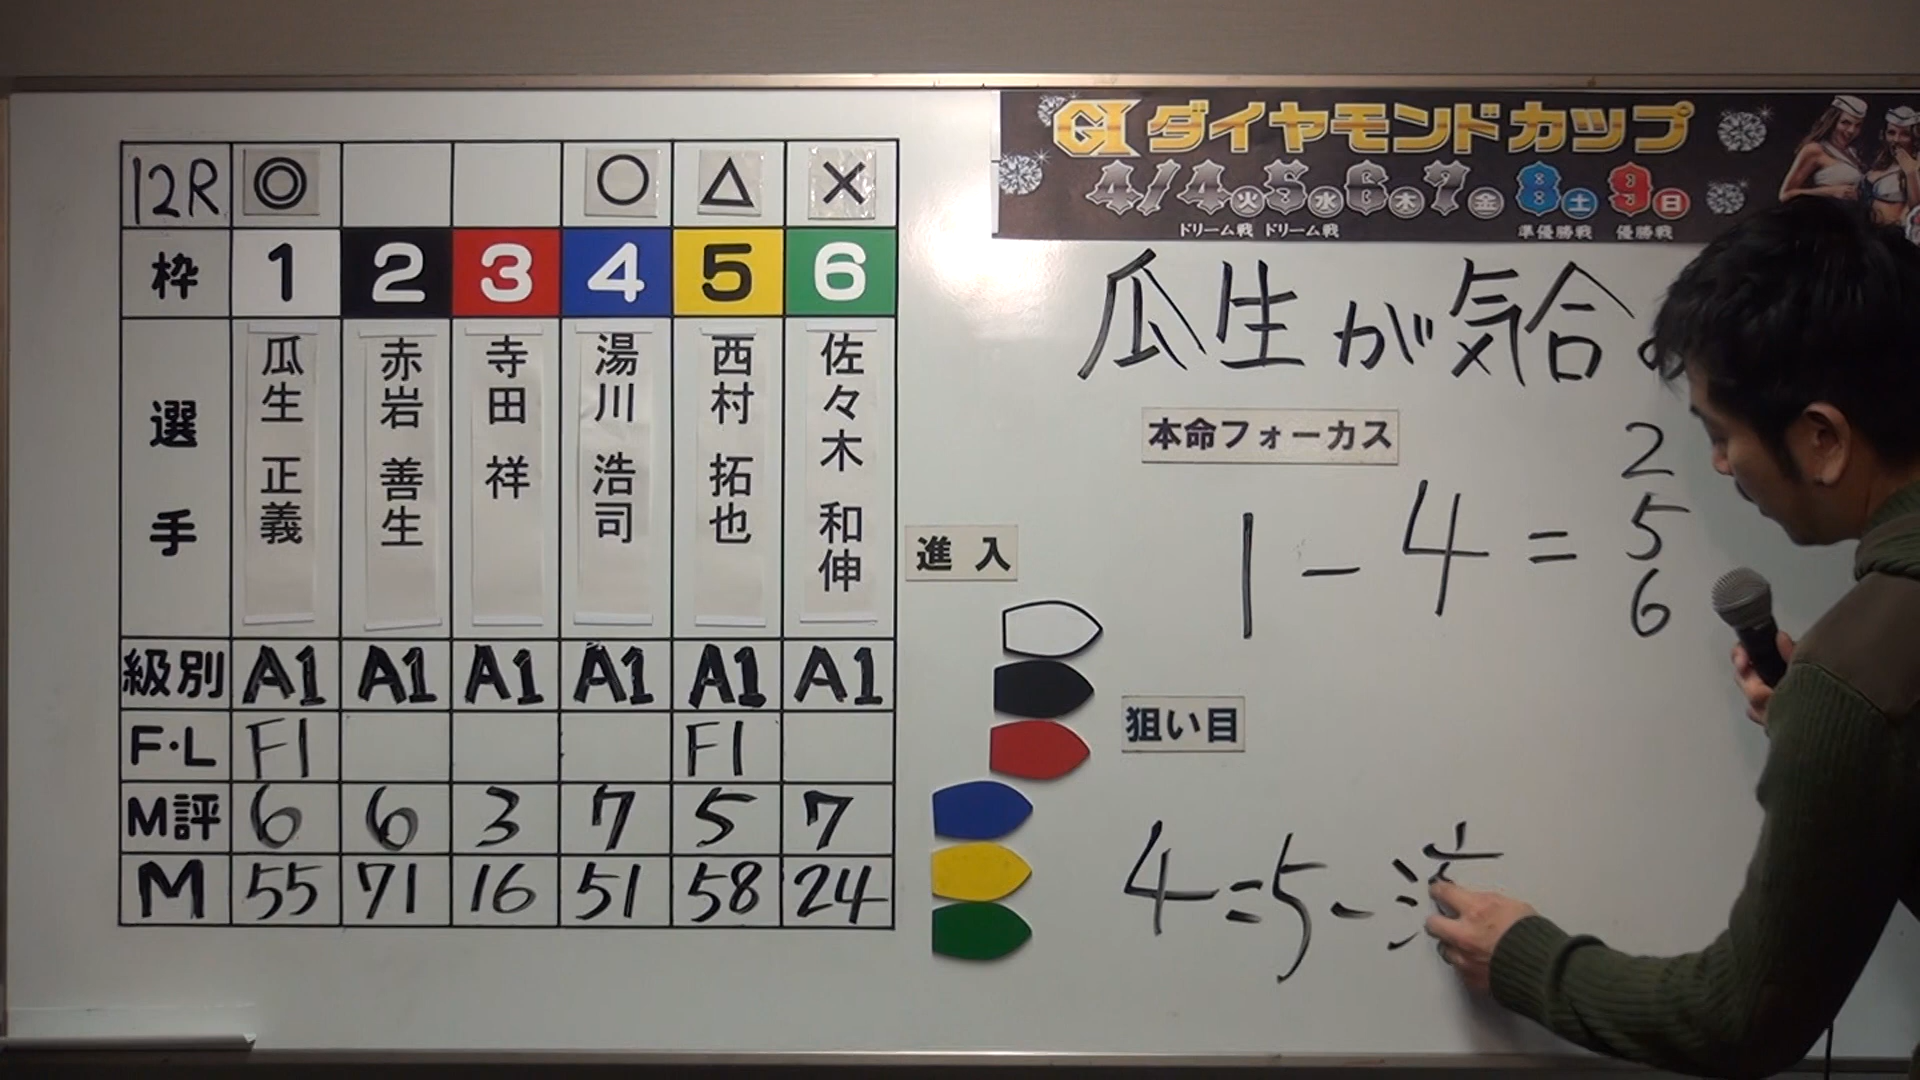 GIダイヤモンドカップ
4/4火5水6木7金8土9日
ドリーム戦 ドリーム戦 準優勝戦 優勝戦
12R ◎ ○ △ ×
枠 1 2 3 4 5 6
選手 瓜生 正義 赤岩 善生 寺田 祥 湯川 浩司 西村 拓也 佐々木 和伸
級別 A1 A1 A1 A1 A1 A1
F・L F1 F1
M評 6 6 3 7 5 7
M 55 71 16 51 58 24
進入
瓜生が気合
本命フォーカス
1-4=
2
5
6
狙い目
4=5-